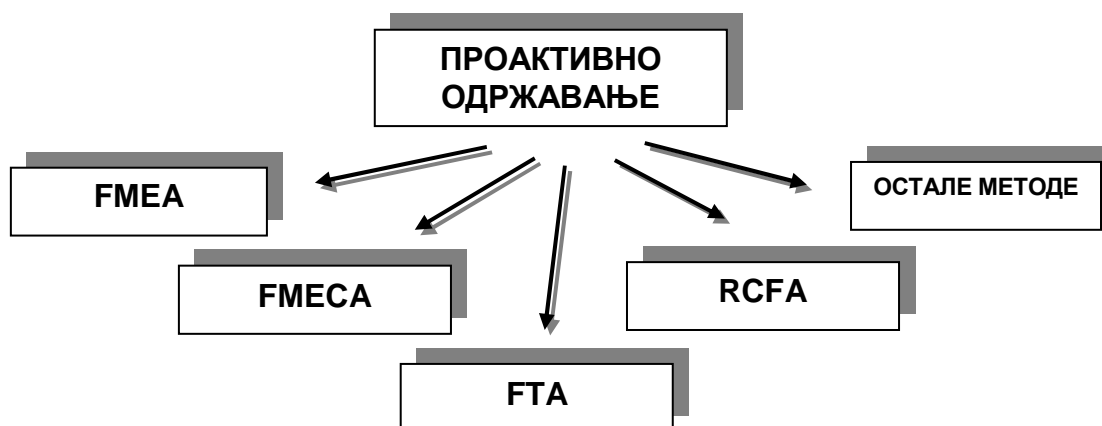 ПРОАКТИВНО
ОДРЖАВАЊЕ
FMEA
ОСТАЛЕ МЕТОДЕ
FMECA
RCFA
FTA